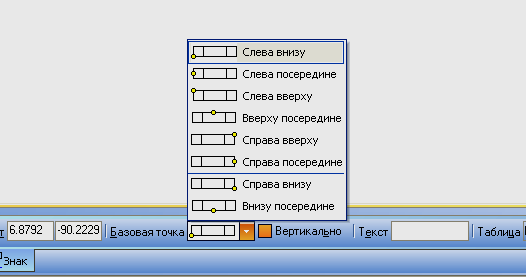 Слева внизу
Слева посередине
Слева вверху
Вверху посередине
Справа вверху
Справа посередине
Справа внизу
Внизу посередине
т 6.8792 -90.2229 Базовая точка Вертикально Текст Таблица
Знак